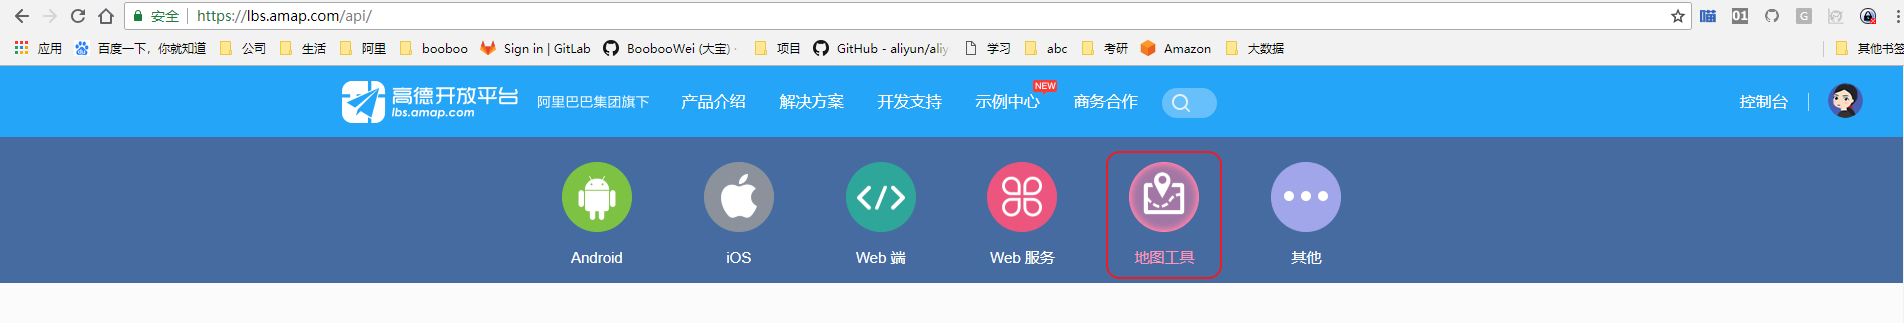 安全 https://lbs.amap.com/api/
应用 百度一下，你就知道 公司 生活 阿里 booboo Sign in | GitLab BoobooWei (大宝) · 项目 GitHub - aliyun/aliy 学习 abc 考研 Amazon 大数据 其他书签
高德开放平台 阿里巴巴集团旗下 产品介绍 解决方案 开发支持 示例中心 NEW 商务合作 控制台
lbs.amap.com
Android iOS Web 端 Web 服务 地图工具 其他